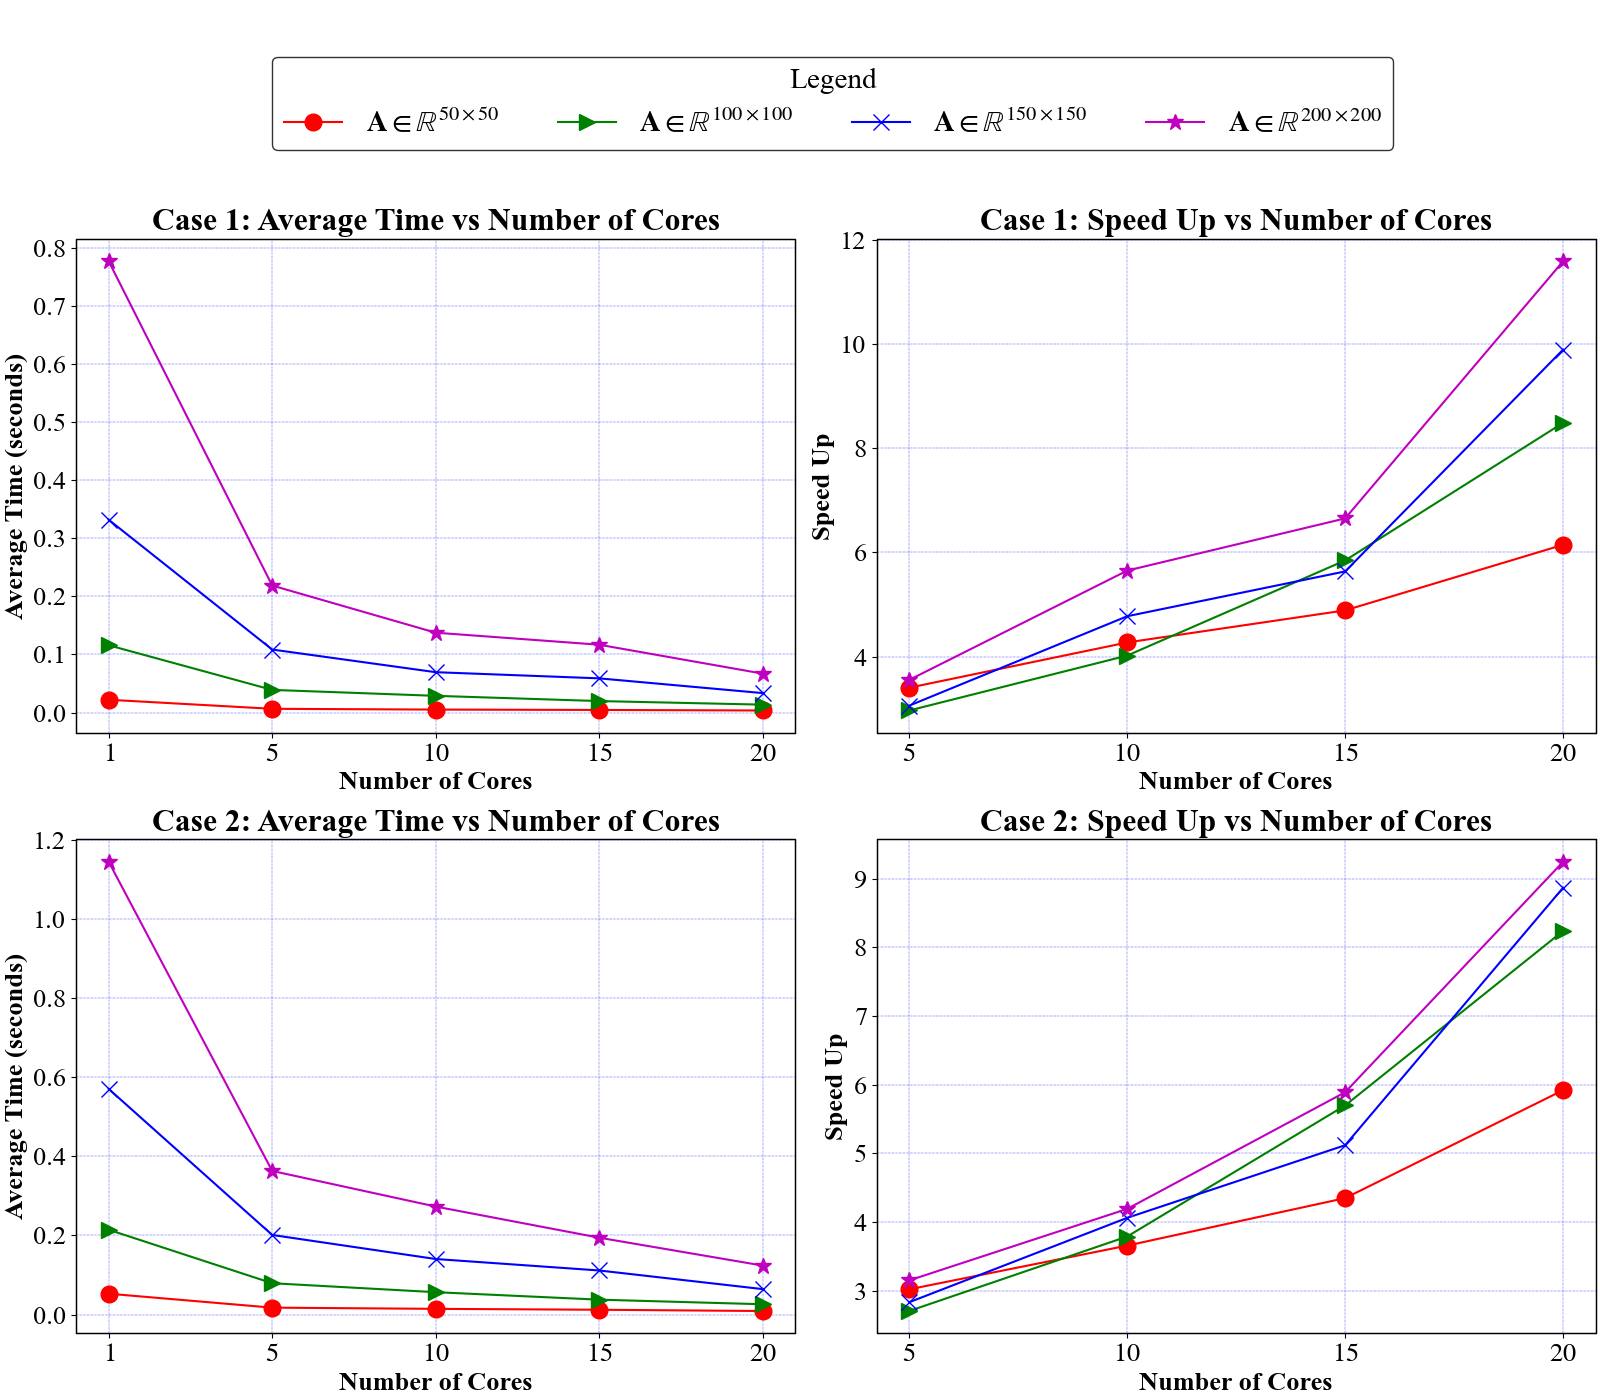 Legend
A ∈ ℝ^50×50 A ∈ ℝ^100×100 A ∈ ℝ^150×150 A ∈ ℝ^200×200
Case 1: Average Time vs Number of Cores
Average Time (seconds)
0.8
0.7
0.6
0.5
0.4
0.3
0.2
0.1
0.0
1 5 10 15 20
Number of Cores
Case 1: Speed Up vs Number of Cores
Speed Up
12
10
8
6
4
5 10 15 20
Number of Cores
Case 2: Average Time vs Number of Cores
Average Time (seconds)
1.2
1.0
0.8
0.6
0.4
0.2
0.0
1 5 10 15 20
Number of Cores
Case 2: Speed Up vs Number of Cores
Speed Up
9
8
7
6
5
4
3
5 10 15 20
Number of Cores